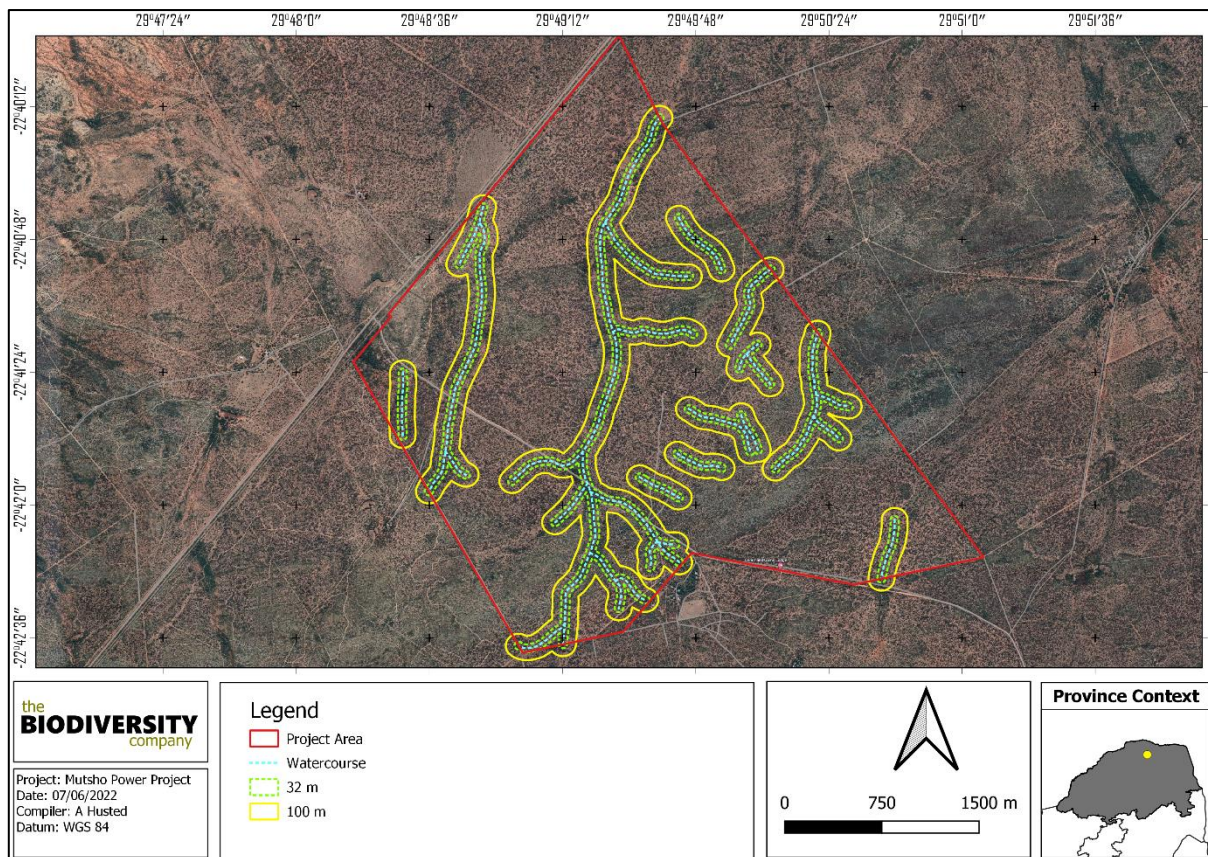 29°47'24" 29°48'0" 29°48'36" 29°49'12" 29°49'48" 29°50'24" 29°51'0" 29°51'36"
-22°40'12"
-22°40'48"
-22°41'24"
-22°42'0"
-22°42'36"
the
BIODIVERSITY
company
Project: Mutsho Power Project
Date: 07/06/2022
Compiler: A Husted
Datum: WGS 84
Legend
Project Area
Watercourse
32 m
100 m
0 750 1500 m
Province Context